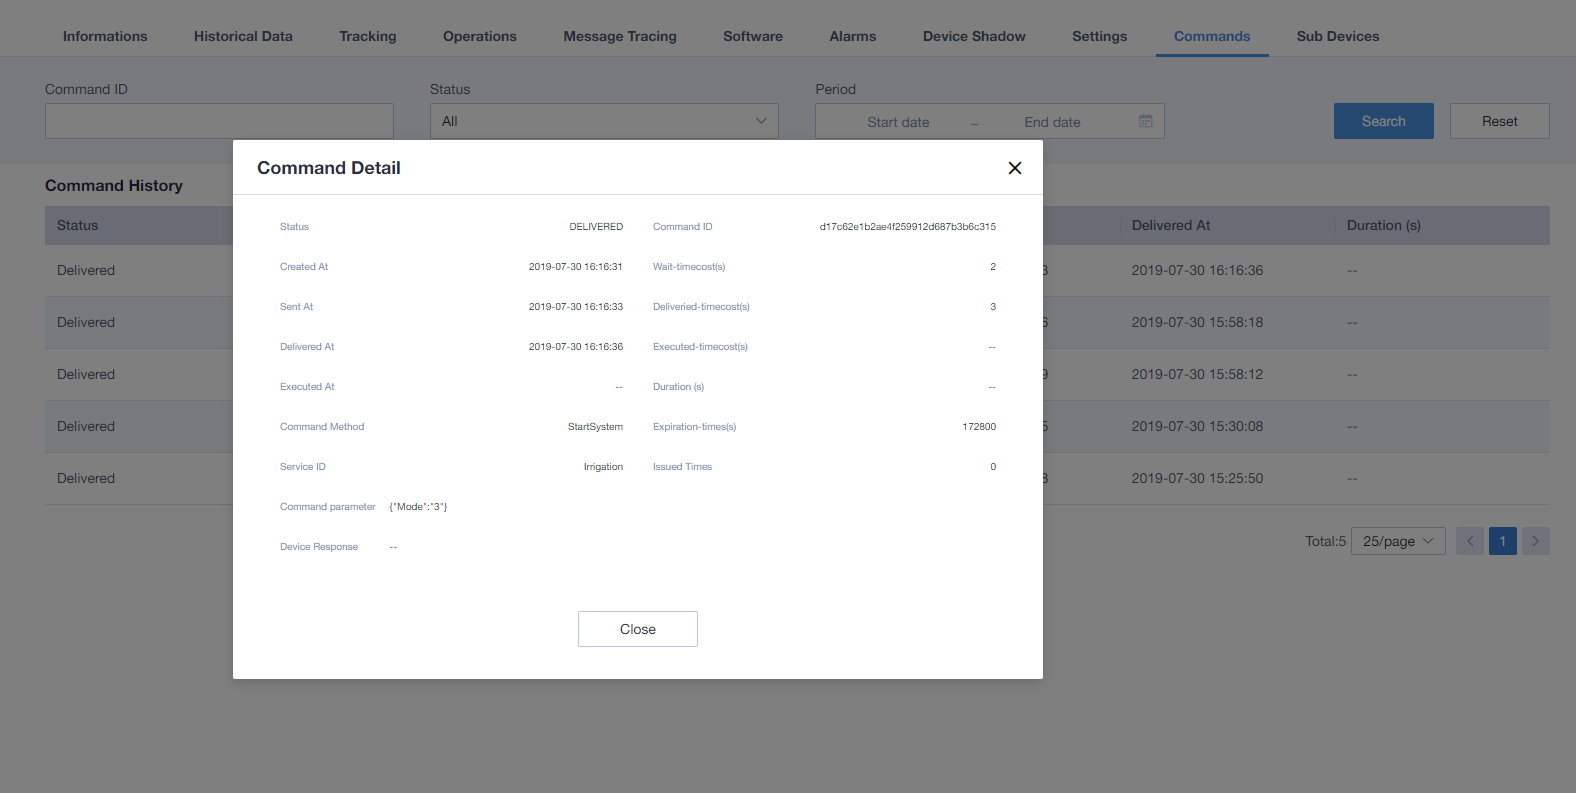 Informations Historical Data Tracking Operations Message Tracing Software Alarms Device Shadow Settings Commands Sub Devices
Command ID Status Period
All Start date ~ End date Search Reset
Command Detail
Command History
Status Delivered At Duration (s)
Status DELIVERED Command ID d17c62e1b2ae4f259912d687b3b6c315
Created At 2019-07-30 16:16:31 Wait-timecost(s) 2
Delivered 2019-07-30 16:16:36 --
Sent At 2019-07-30 16:16:33 Deliveried-timecost(s) 3
Delivered 2019-07-30 15:58:18 --
Delivered At 2019-07-30 16:16:36 Executed-timecost(s) --
Delivered 2019-07-30 15:58:12 --
Executed At -- Duration (s) --
Command Method StartSystem Expiration-times(s) 172800
Delivered 2019-07-30 15:30:08 --
Service ID Irrigation Issued Times 0
Delivered 2019-07-30 15:25:50 --
Command parameter {"Mode":"3"}
Device Response --
Total:5 25/page < 1 >
Close